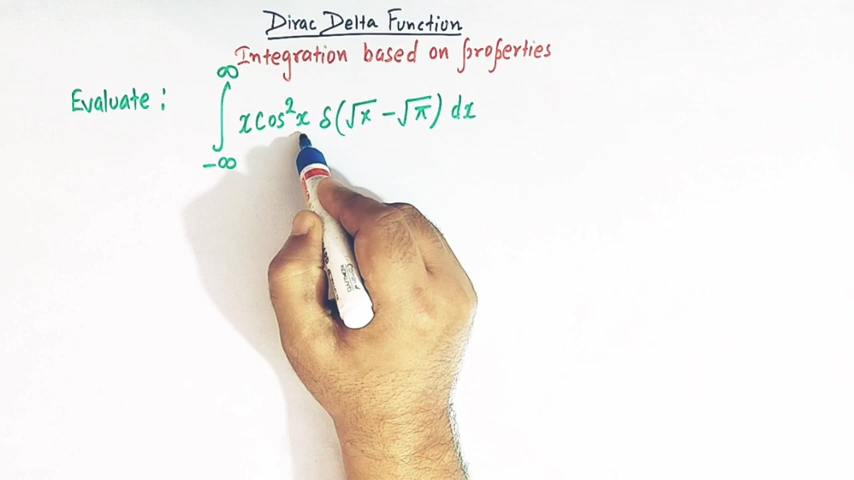 Dirac Delta Function
Integration based on properties
Evaluate : ∫_{-∞}^{∞} x cos²x δ(√x − √π) dx